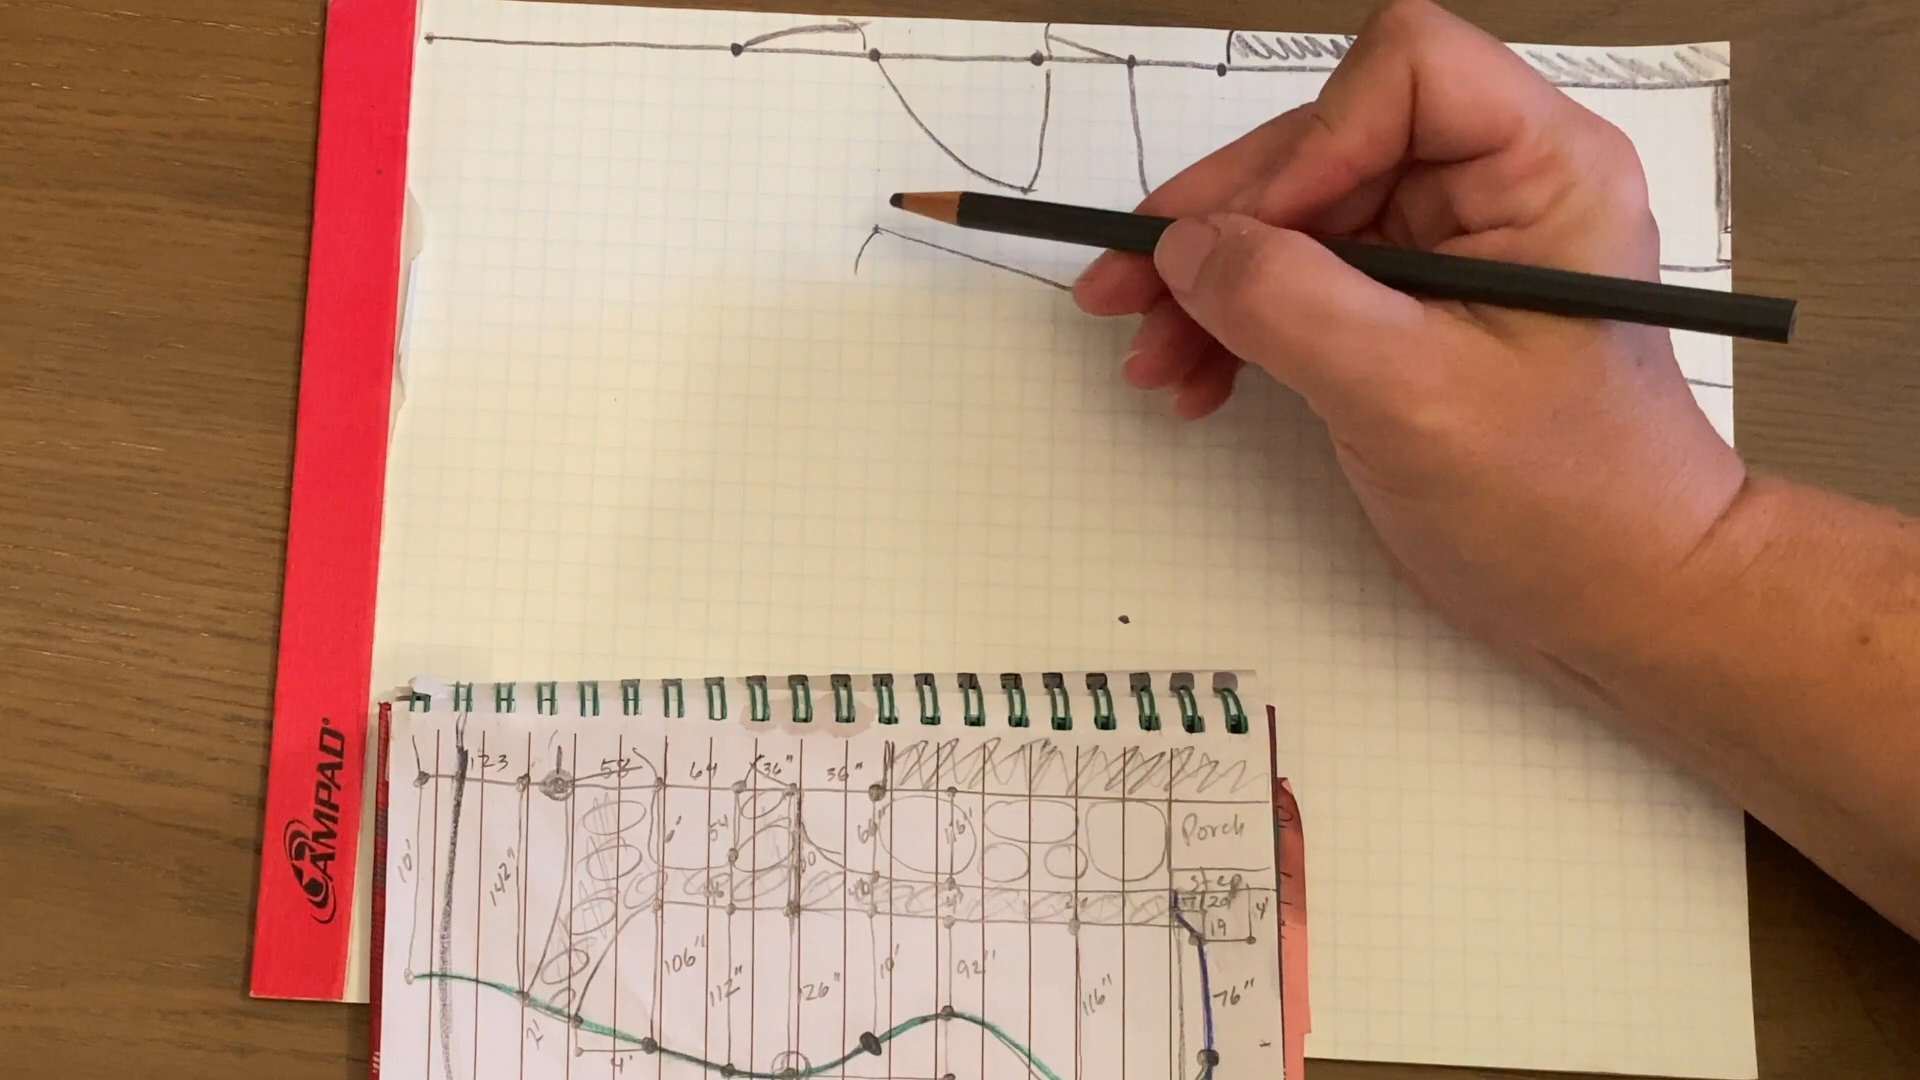 AMPAD
123 58 64 36" 36"
10' 142" 6' 54 66" 116" Porch
step
20
19 4'
106" 112" 126" 10' 92" 116" 76"
2' 4'